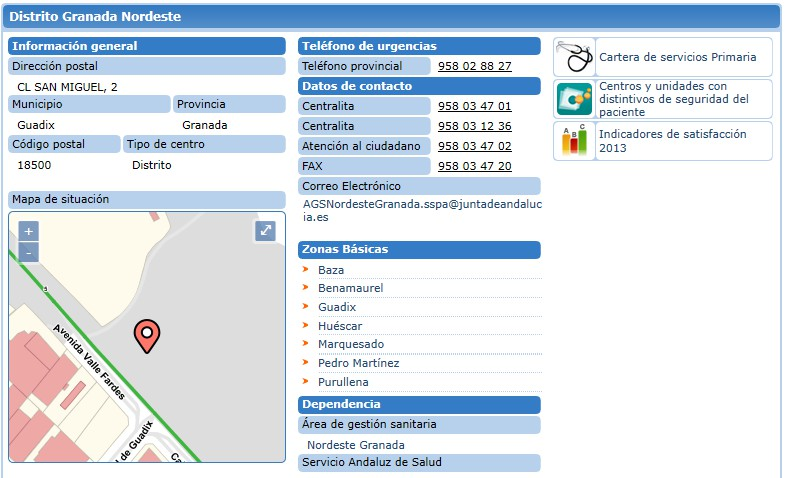 Distrito Granada Nordeste
Información general
Dirección postal
CL SAN MIGUEL, 2
Municipio Provincia
Guadix Granada
Código postal Tipo de centro
18500 Distrito
Mapa de situación
+
-
5
Avenida Valle Fardes
l de Guadix
Ca
Teléfono de urgencias
Teléfono provincial 958 02 88 27
Datos de contacto
Centralita 958 03 47 01
Centralita 958 03 12 36
Atención al ciudadano 958 03 47 02
FAX 958 03 47 20
Correo Electrónico
AGSNordesteGranada.sspa@juntadeandaluc
ia.es
Zonas Básicas
Baza
Benamaurel
Guadix
Huéscar
Marquesado
Pedro Martínez
Purullena
Dependencia
Área de gestión sanitaria
Nordeste Granada
Servicio Andaluz de Salud
Cartera de servicios Primaria
Centros y unidades con
distintivos de seguridad del
paciente
A B C
Indicadores de satisfacción
2013